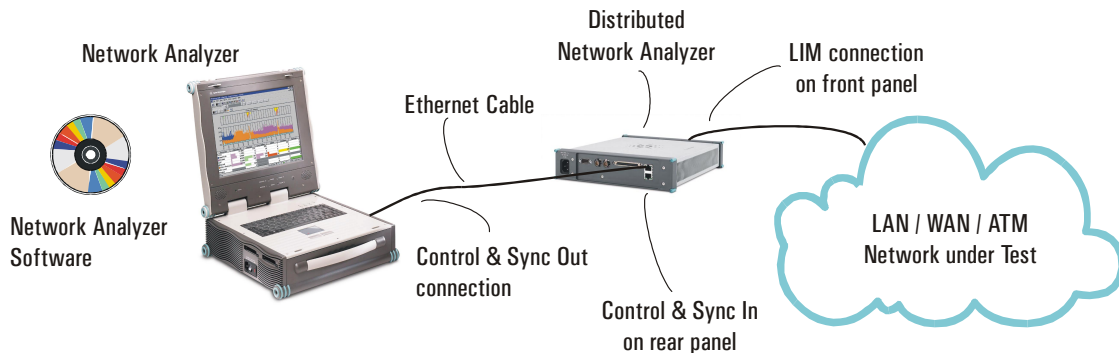 Network Analyzer
Distributed
Network Analyzer
LIM connection
on front panel
Ethernet Cable
Network Analyzer
Software
Control & Sync Out
connection
Control & Sync In
on rear panel
LAN / WAN / ATM
Network under Test